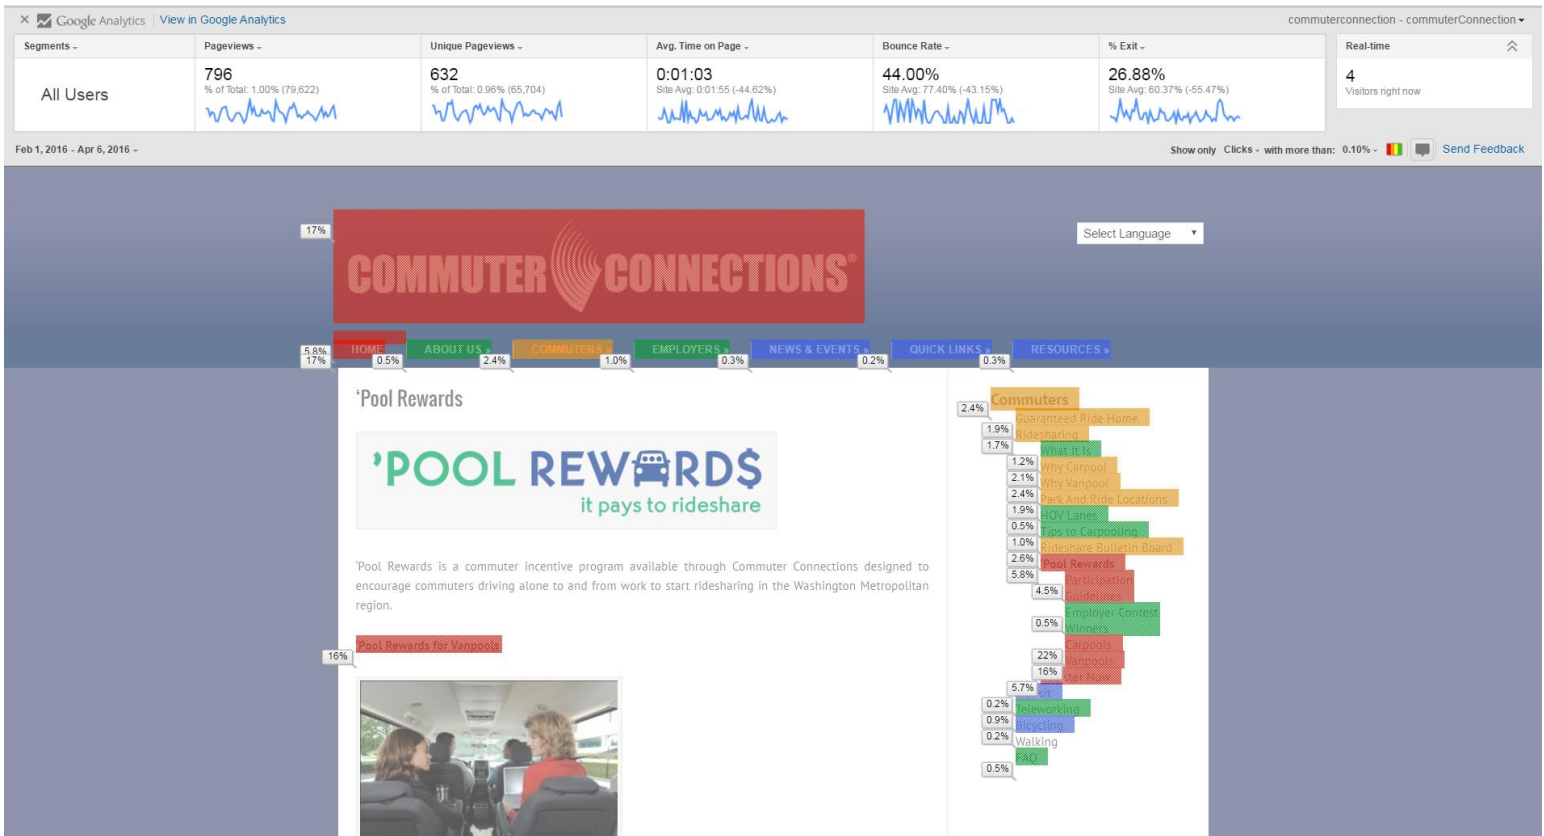 × Google Analytics View in Google Analytics commuterconnection - commuterConnection
Segments Pageviews Unique Pageviews Avg. Time on Page Bounce Rate % Exit Real-time
All Users
796
% of Total: 1.00% (79,622)
632
% of Total: 0.96% (65,704)
0:01:03
Site Avg: 0:01:55 (-44.62%)
44.00%
Site Avg: 77.40% (-43.15%)
26.88%
Site Avg: 60.37% (-55.47%)
4
Visitors right now
Feb 1, 2016 - Apr 6, 2016 Show only Clicks with more than: 0.10% Send Feedback
17%
COMMUTER CONNECTIONS®
Select Language
HOME ABOUT US » COMMUTERS » EMPLOYERS » NEWS & EVENTS » QUICK LINKS » RESOURCES »
5.8%
17% 0.5% 2.4% 1.0% 0.3% 0.2% 0.3%
'Pool Rewards
'POOL REWARD$
it pays to rideshare
'Pool Rewards is a commuter incentive program available through Commuter Connections designed to
encourage commuters driving alone to and from work to start ridesharing in the Washington Metropolitan
region.
'Pool Rewards for Vanpools
16%
Commuters
2.4%
Guaranteed Ride Home
1.9%
Ridesharing
1.7%
What It Is
1.2%
Why Carpool
2.1%
Why Vanpool
2.4%
Park And Ride Locations
1.9%
HOV Lanes
0.5%
Tips to Carpooling
1.0%
Rideshare Bulletin Board
2.6%
'Pool Rewards
5.8%
Participation
Guidelines
4.5%
Employer Contest
Winners
0.5%
Carpools
22%
Vanpools
16%
ster Now
5.7%
sit
0.2%
Teleworking
0.9%
Bicycling
0.2%
Walking
FAQ
0.5%